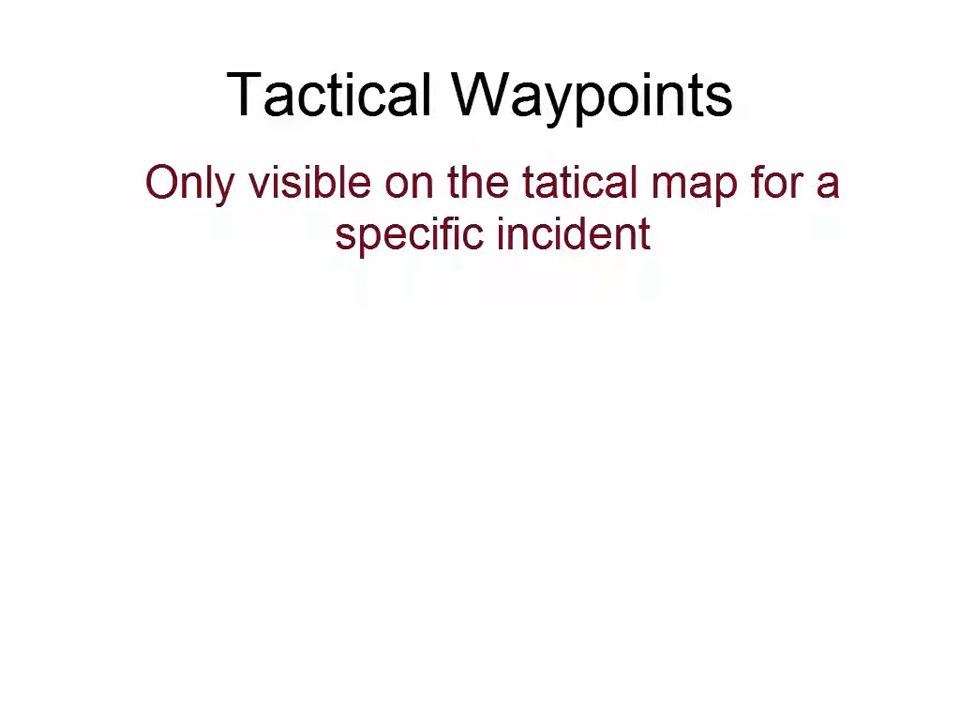 Tactical Waypoints
Only visible on the tatical map for a
specific incident